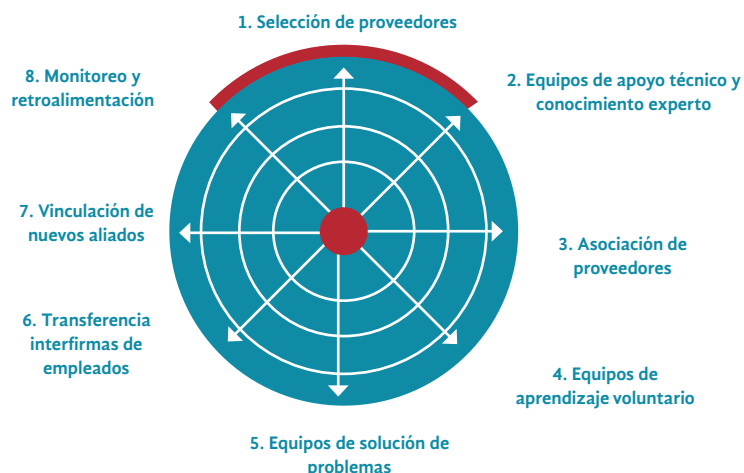 1. Selección de proveedores
2. Equipos de apoyo técnico y
conocimiento experto
3. Asociación de
proveedores
4. Equipos de
aprendizaje voluntario
5. Equipos de solución de
problemas
6. Transferencia
interfirmas de
empleados
7. Vinculación de
nuevos aliados
8. Monitoreo y
retroalimentación